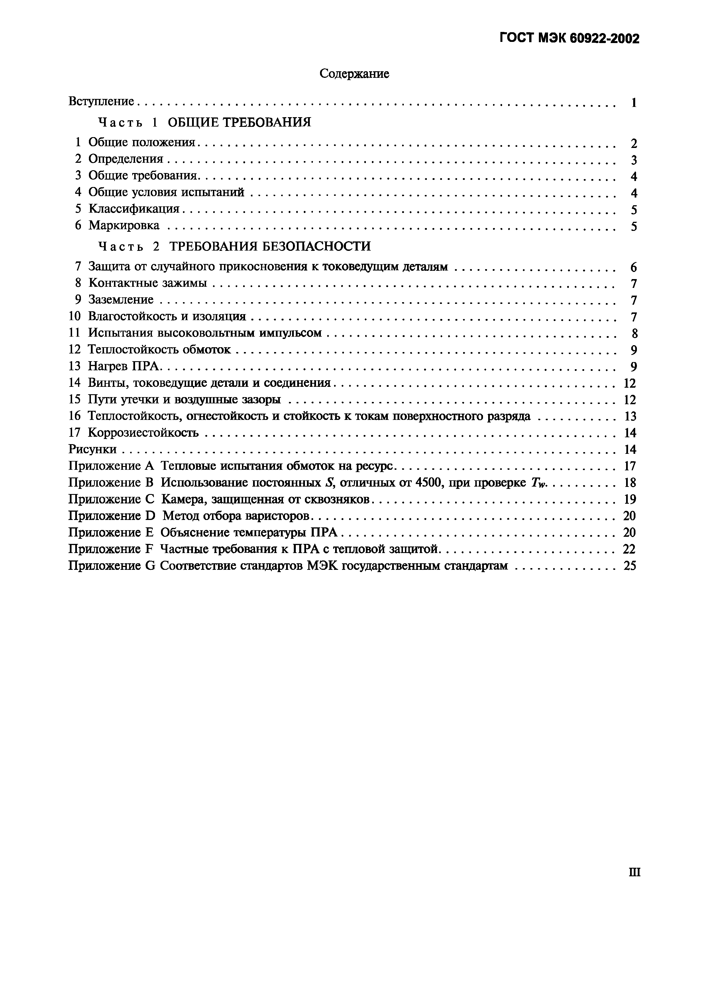 ГОСТ МЭК 60922-2002
Содержание
Вступление . . . . . . . . . . 1
Часть 1 ОБЩИЕ ТРЕБОВАНИЯ
1 Общие положения . . . . . . . . . . 2
2 Определения . . . . . . . . . . 3
3 Общие требования . . . . . . . . . . 4
4 Общие условия испытаний . . . . . . . . . . 4
5 Классификация . . . . . . . . . . 5
6 Маркировка . . . . . . . . . . 5
Часть 2 ТРЕБОВАНИЯ БЕЗОПАСНОСТИ
7 Защита от случайного прикосновения к токоведущим деталям . . . . . . . . . . 6
8 Контактные зажимы . . . . . . . . . . 7
9 Заземление . . . . . . . . . . 7
10 Влагостойкость и изоляция . . . . . . . . . . 7
11 Испытания высоковольтным импульсом . . . . . . . . . . 8
12 Теплостойкость обмоток . . . . . . . . . . 9
13 Нагрев ПРА . . . . . . . . . . 9
14 Винты, токоведущие детали и соединения . . . . . . . . . . 12
15 Пути утечки и воздушные зазоры . . . . . . . . . . 12
16 Теплостойкость, огнестойкость и стойкость к токам поверхностного разряда . . . . . . . . . . 13
17 Коррозиестойкость . . . . . . . . . . 14
Рисунки . . . . . . . . . . 14
Приложение A Тепловые испытания обмоток на ресурс . . . . . . . . . . 17
Приложение B Использование постоянных S, отличных от 4500, при проверке Tw . . . . . . . . . . 18
Приложение C Камера, защищенная от сквозняков . . . . . . . . . . 19
Приложение D Метод отбора варисторов . . . . . . . . . . 20
Приложение E Объяснение температуры ПРА . . . . . . . . . . 20
Приложение F Частные требования к ПРА с тепловой защитой . . . . . . . . . . 22
Приложение G Соответствие стандартов МЭК государственным стандартам . . . . . . . . . . 25
III